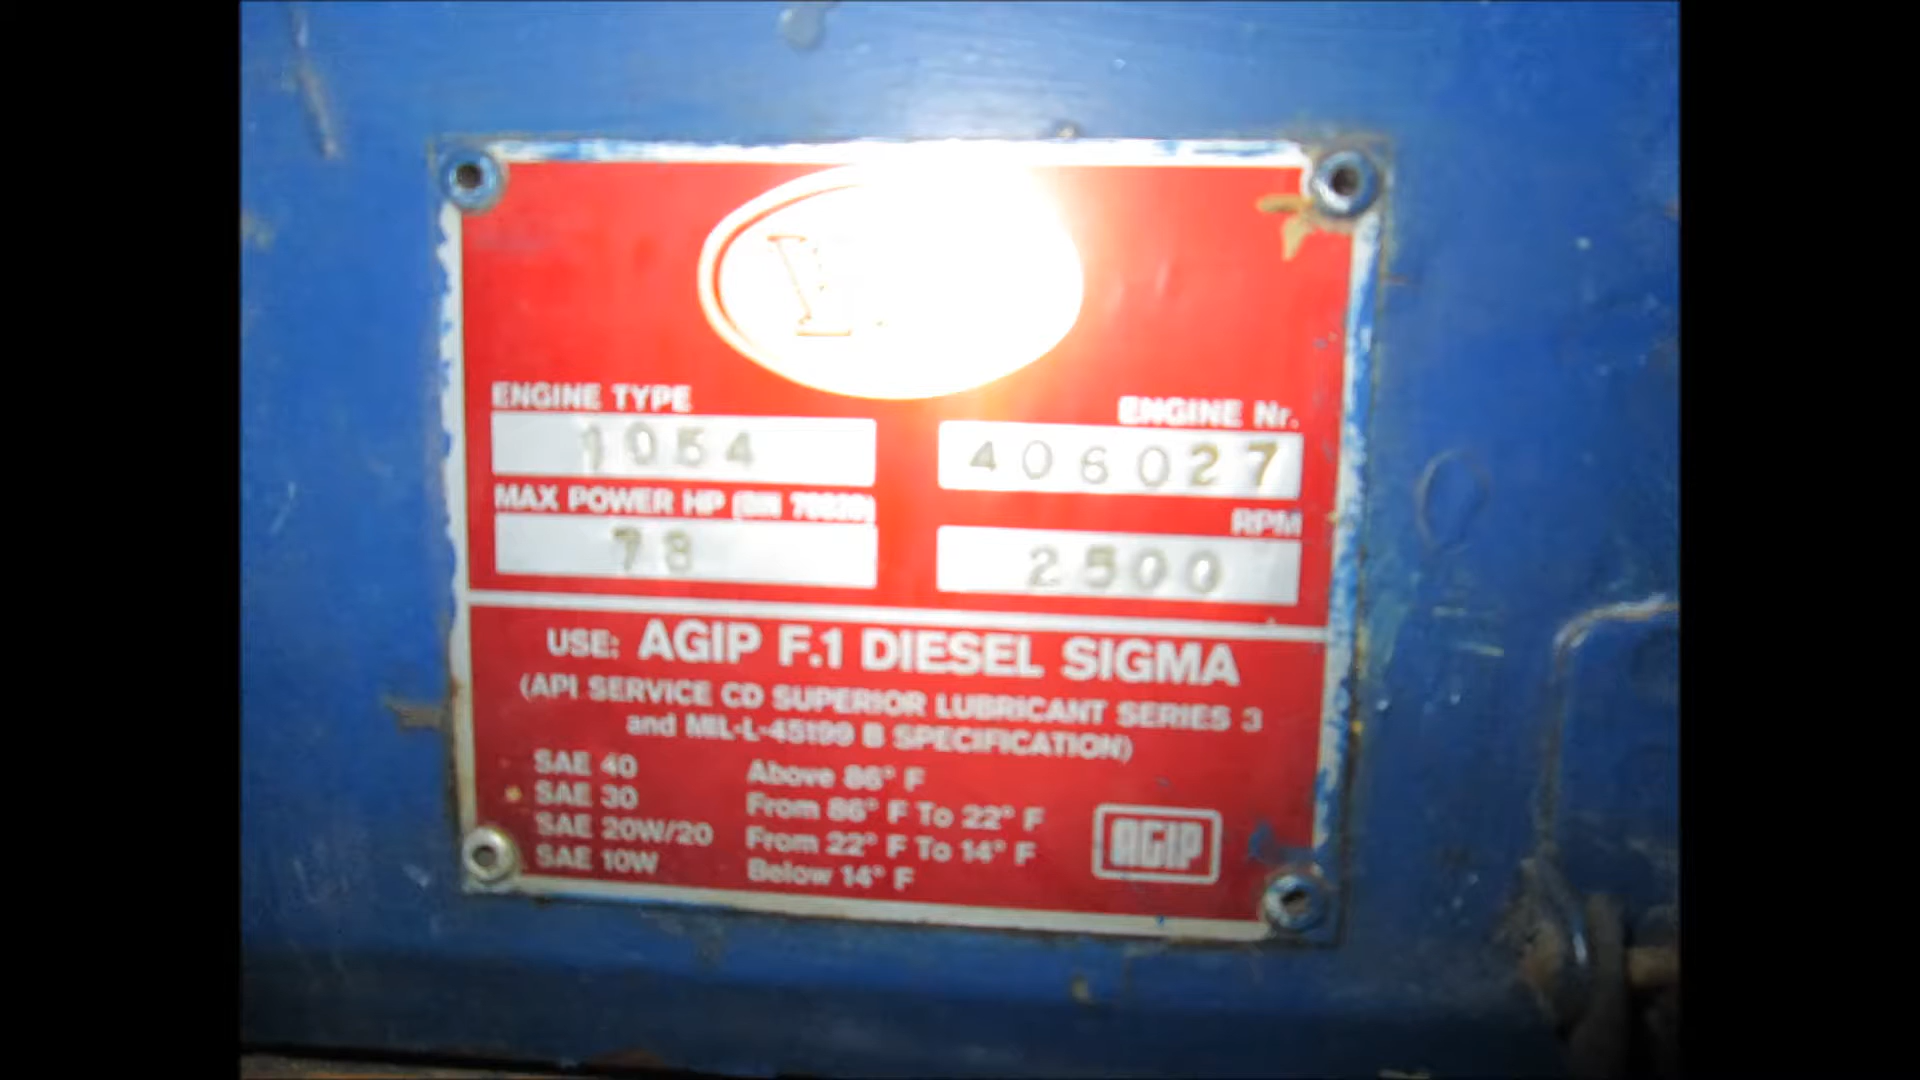 ENGINE TYPE
ENGINE Nr.
1054
406027
MAX POWER HP (DIN 70020)
RPM
78
2500
USE: AGIP F.1 DIESEL SIGMA
(API SERVICE CD SUPERIOR LUBRICANT SERIES 3
and MIL-L-45199 B SPECIFICATION)
SAE 40 Above 86° F
SAE 30 From 86° F To 22° F
SAE 20W/20 From 22° F To 14° F
SAE 10W Below 14° F
AGIP